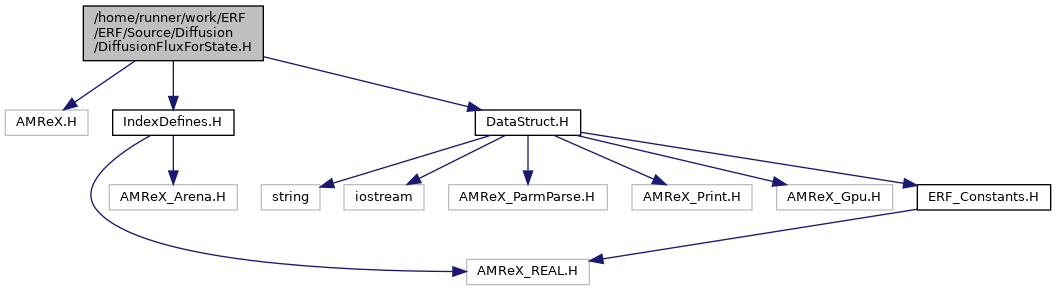 /home/runner/work/ERF
/ERF/Source/Diffusion
/DiffusionFluxForState.H
AMReX.H
IndexDefines.H
DataStruct.H
AMReX_Arena.H
string
iostream
AMReX_ParmParse.H
AMReX_Print.H
AMReX_Gpu.H
ERF_Constants.H
AMReX_REAL.H